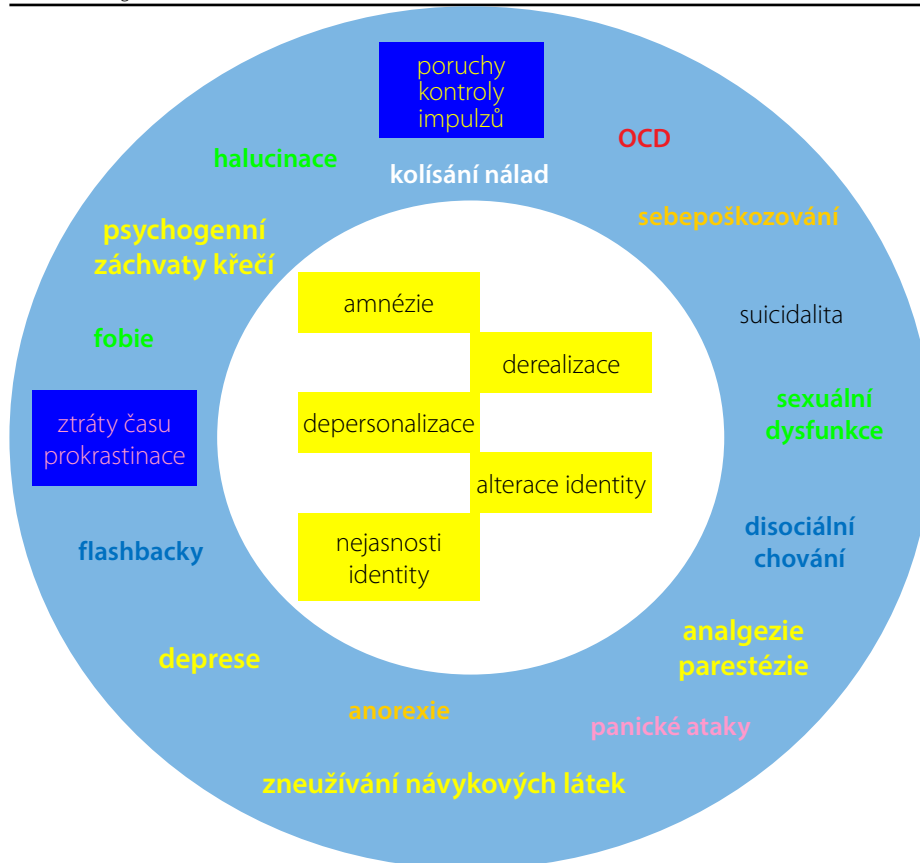 poruchy
kontroly
impulzů
OCD
halucinace
kolísání nálad
sebepoškozování
psychogenní
záchvaty křečí
amnézie
suicidalita
fobie
derealizace
sexuální
dysfunkce
ztráty času
prokrastinace
depersonalizace
alterace identity
flashbacky
nejasnosti
identity
disociální
chování
analgezie
parestézie
deprese
anorexie
panické ataky
zneužívání návykových látek